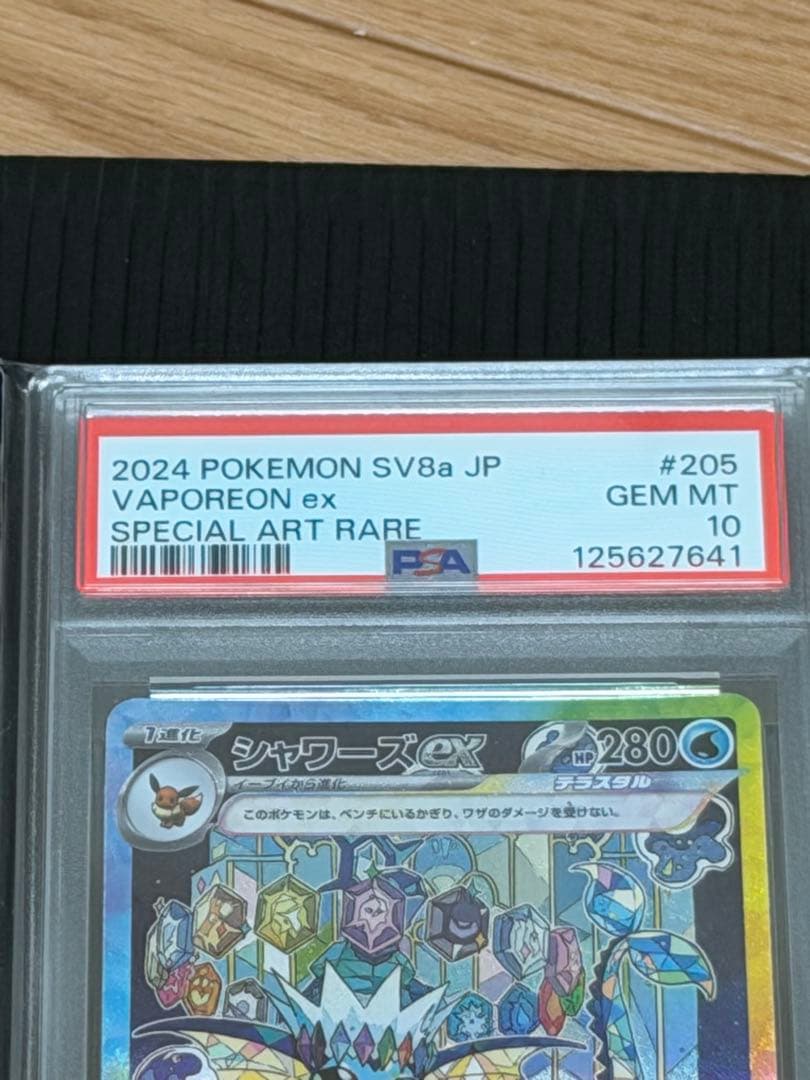 2024 POKEMON SV8a JP #205
VAPOREON ex GEM MT
SPECIAL ART RARE 10
PSA 125627641
1進化 シャワーズex HP280
イーブイから進化 テラスタル
このポケモンは、ベンチにいるかぎり、ワザのダメージを受けない。